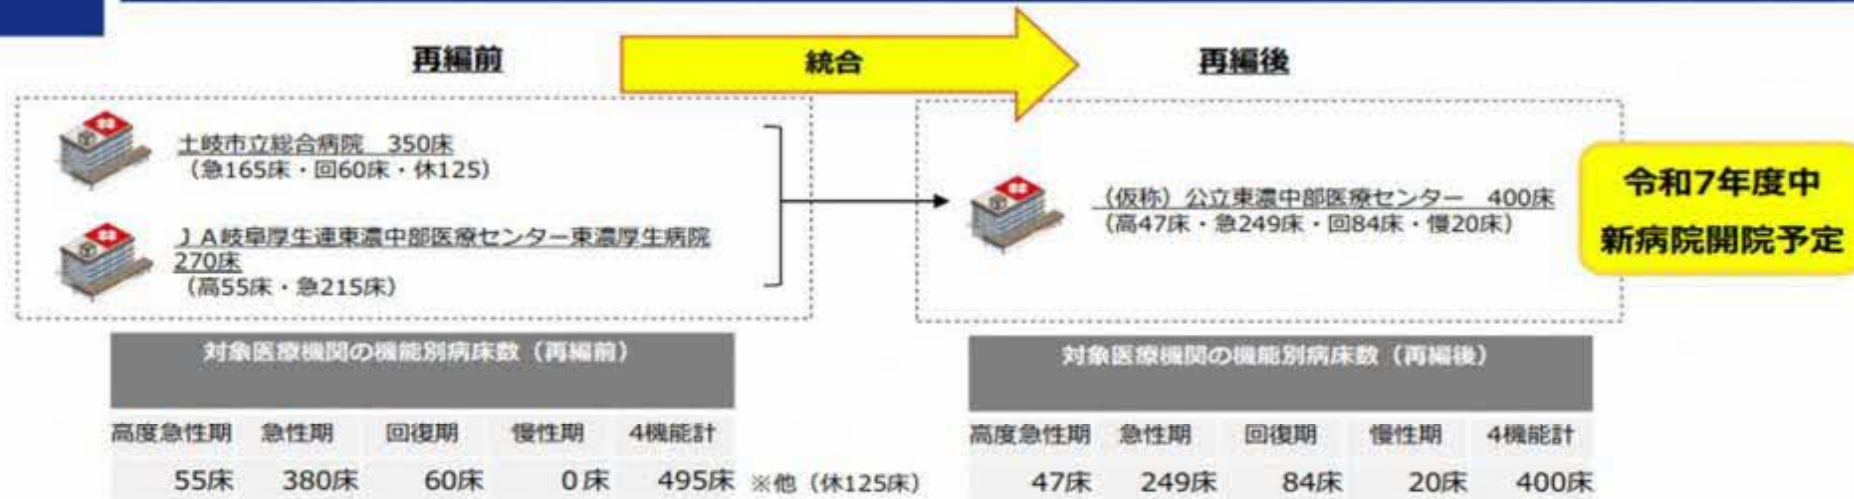 再編前
統合
再編後
土岐市立総合病院　350床
（急165床・回60床・休125）
ＪＡ岐阜厚生連東濃中部医療センター東濃厚生病院
270床
（高55床・急215床）
（仮称）公立東濃中部医療センター　400床
（高47床・急249床・回84床・慢20床）
令和7年度中
新病院開院予定
対象医療機関の機能別病床数（再編前）
高度急性期 急性期 回復期 慢性期 4機能計
55床 380床 60床 0床 495床 ※他（休125床）
対象医療機関の機能別病床数（再編後）
高度急性期 急性期 回復期 慢性期 4機能計
47床 249床 84床 20床 400床